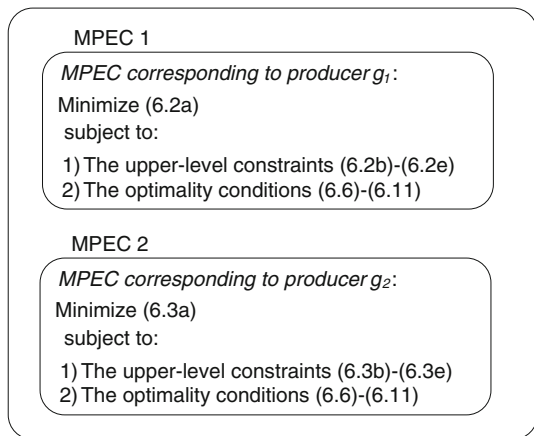 MPEC 1
MPEC corresponding to producer g1:
Minimize (6.2a)
subject to:
1) The upper-level constraints (6.2b)-(6.2e)
2) The optimality conditions (6.6)-(6.11)
MPEC 2
MPEC corresponding to producer g2:
Minimize (6.3a)
subject to:
1) The upper-level constraints (6.3b)-(6.3e)
2) The optimality conditions (6.6)-(6.11)